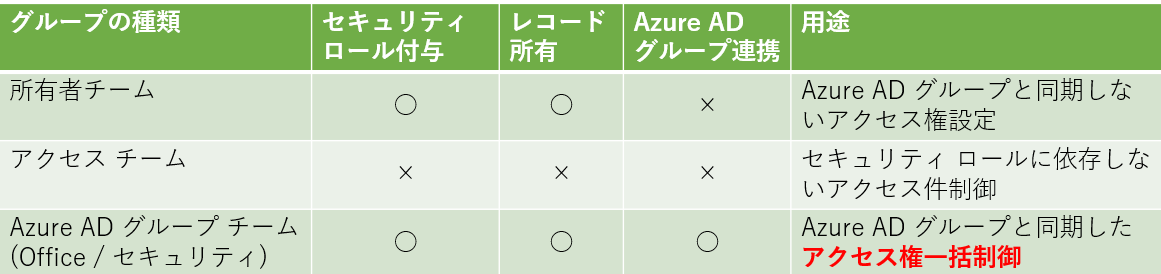 グループの種類 セキュリティ ロール付与 レコード 所有 Azure AD グループ連携 用途
所有者チーム ○ ○ × Azure AD グループと同期しな
いアクセス権設定
アクセス チーム × × × セキュリティ ロールに依存しな
いアクセス件制御
Azure AD グループ チーム
(Office / セキュリティ) ○ ○ ○ Azure AD グループと同期した
アクセス権一括制御